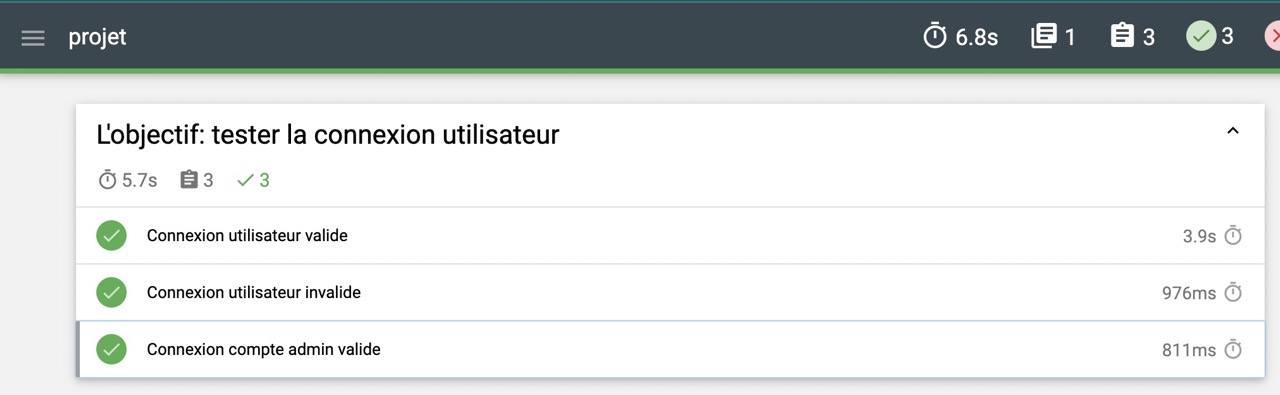 projet 6.8s 1 3 3
L'objectif: tester la connexion utilisateur
5.7s 3 3
Connexion utilisateur valide 3.9s
Connexion utilisateur invalide 976ms
Connexion compte admin valide 811ms